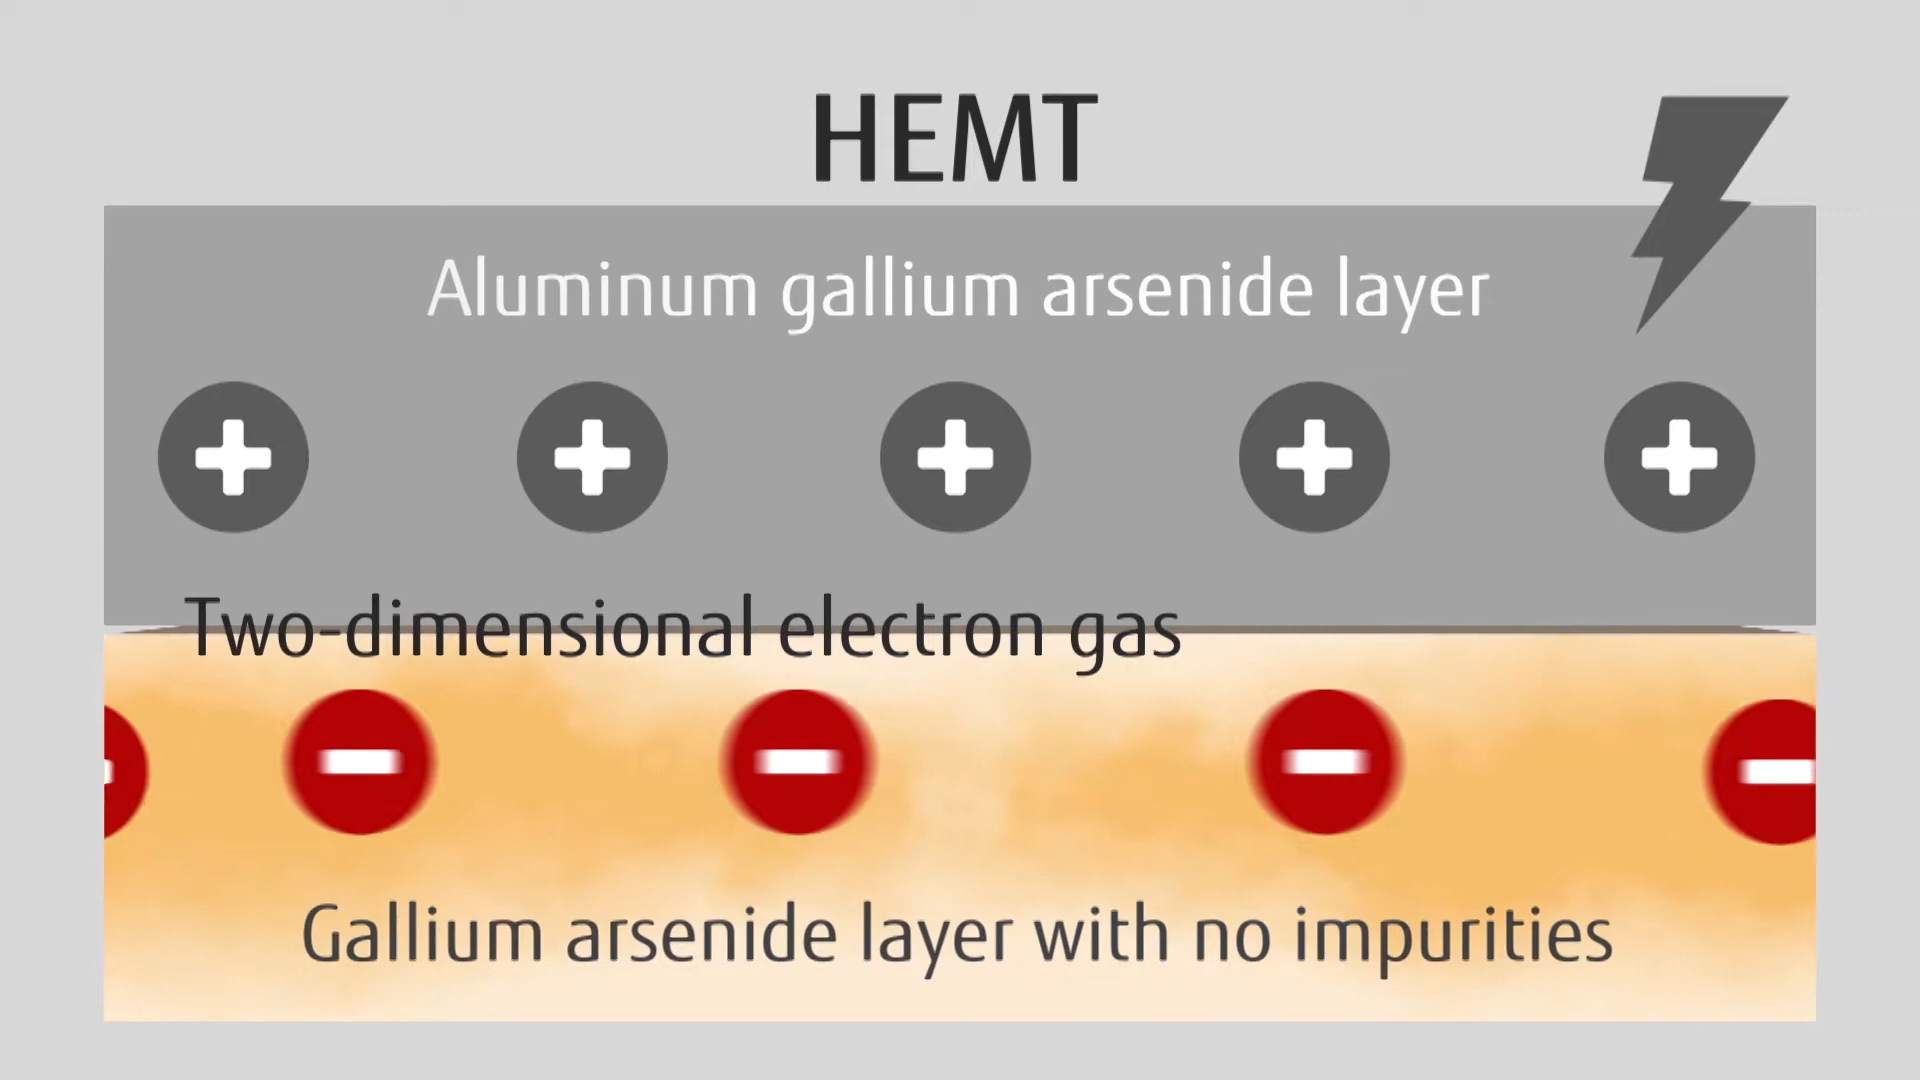 HEMT
Aluminum gallium arsenide layer
Two-dimensional electron gas
Gallium arsenide layer with no impurities